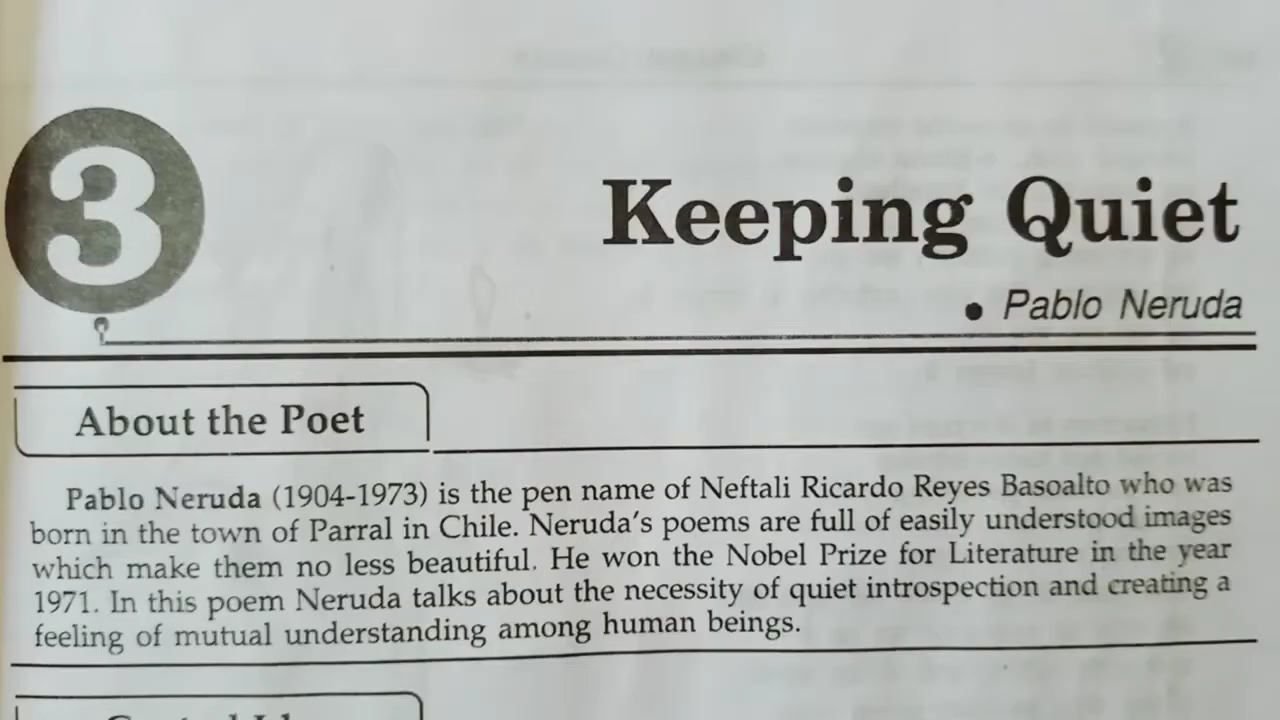 3
Keeping Quiet
• Pablo Neruda
About the Poet
Pablo Neruda (1904-1973) is the pen name of Neftali Ricardo Reyes Basoalto who was
born in the town of Parral in Chile. Neruda's poems are full of easily understood images
which make them no less beautiful. He won the Nobel Prize for Literature in the year
1971. In this poem Neruda talks about the necessity of quiet introspection and creating a
feeling of mutual understanding among human beings.